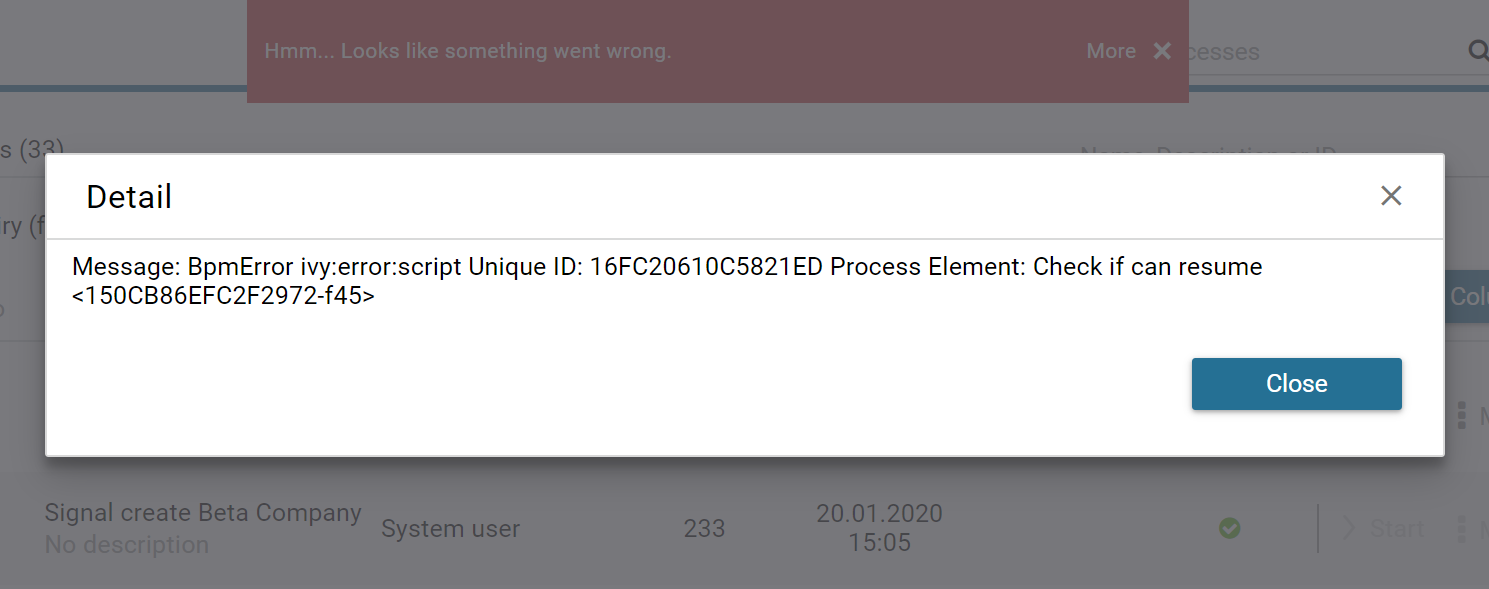 Hmm... Looks like something went wrong.
More
cesses
s (33)
Detail
ry (f
Message: BpmError ivy:error:script Unique ID: 16FC20610C5821ED Process Element: Check if can resume
<150CB86EFC2F2972-f45>
Colu
Close
Signal create Beta Company
No description
System user
233
20.01.2020
15:05
Start